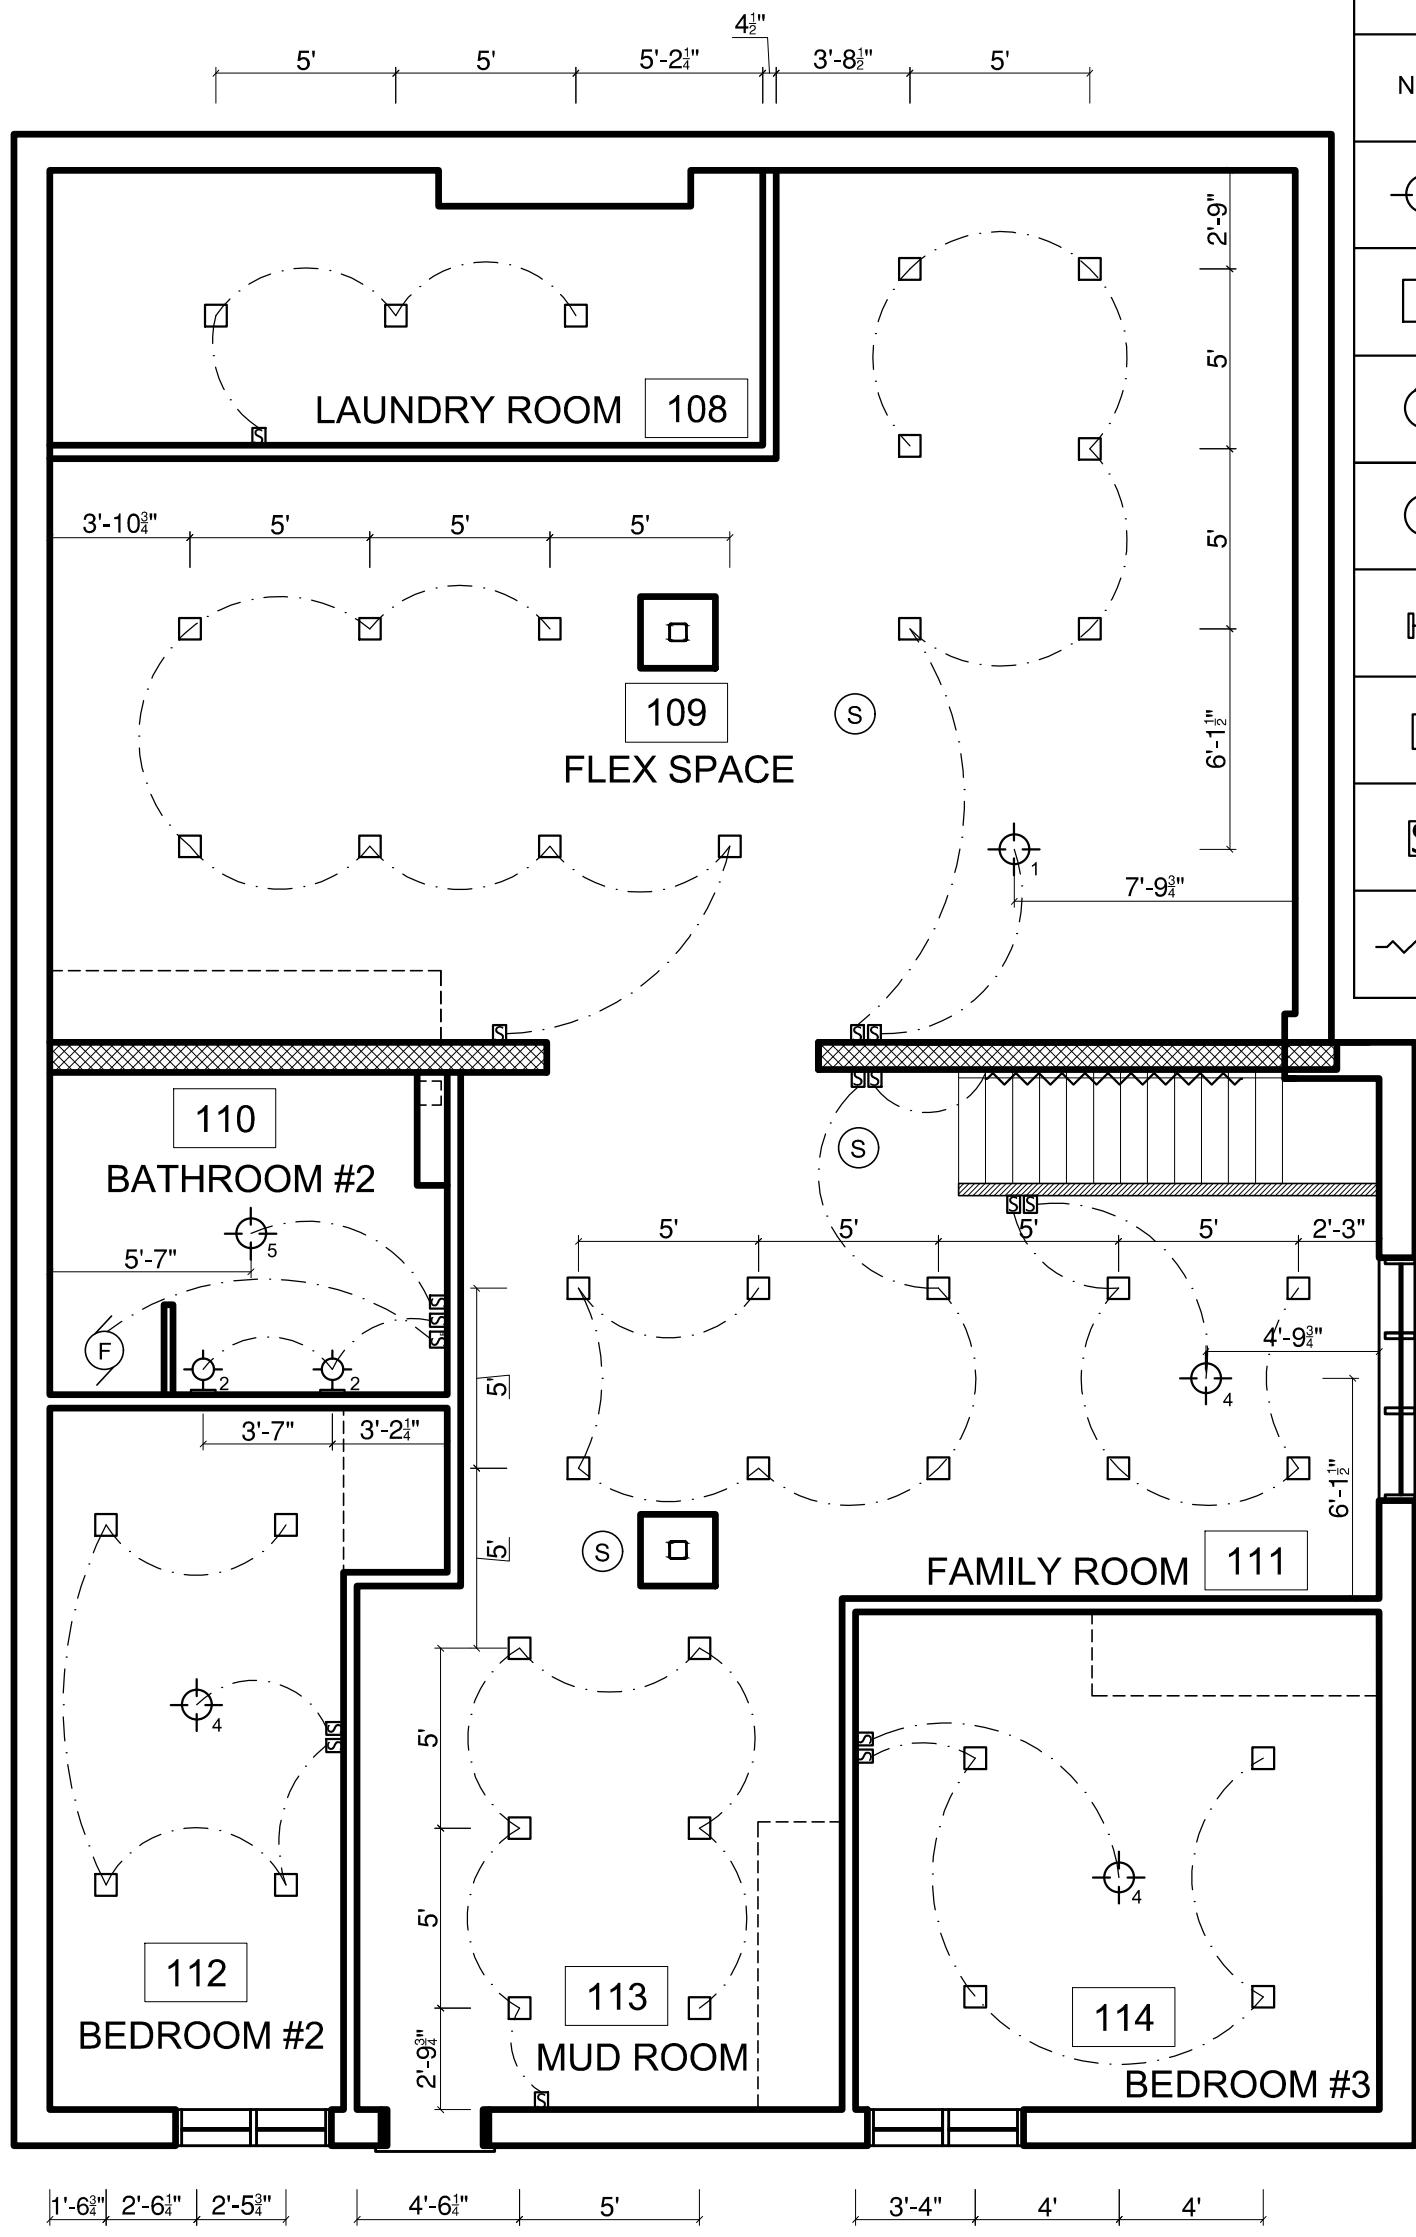 4½"
5' 5' 5'-2¼" 3'-8½" 5'
N
2'-9"
LAUNDRY ROOM 108
5'
S
3'-10¾" 5' 5' 5'
5'
109
S
FLEX SPACE
6'-1½"
1
7'-9¾"
S
S S
S S
110
S
BATHROOM #2
S S
5' 5' 5' 5' 2'-3"
5
5'-7"
S
S
S
F
4'-9¾"
2 2
5'
4
3'-7" 3'-2¼"
6'-1½"
5'
S
FAMILY ROOM 111
4
S
S
5'
S
S
4
5'
112
113
114
BEDROOM #2
MUD ROOM
2'-9¾"
BEDROOM #3
S
1'-6¾" 2'-6¼" 2'-5¾" 4'-6¼" 5' 3'-4" 4' 4'